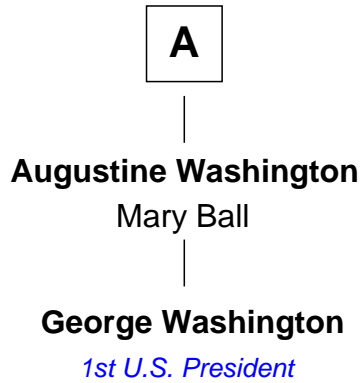 A
Augustine Washington
Mary Ball
George Washington
1st U.S. President